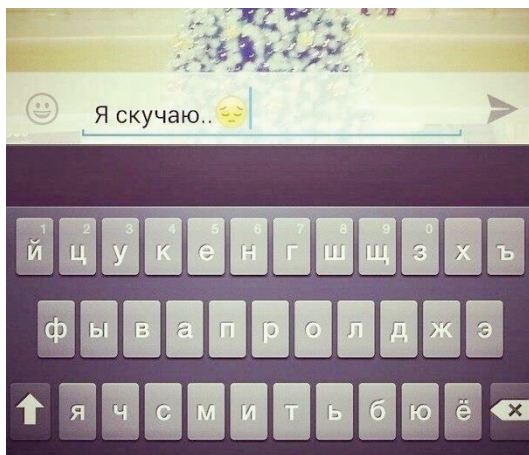 Я скучаю..😔
1 2 3 4 5 6 7 8 9 0
й ц у к е н г ш щ з х ъ
ф ы в а п р о л д ж э
я ч с м и т ь б ю ё